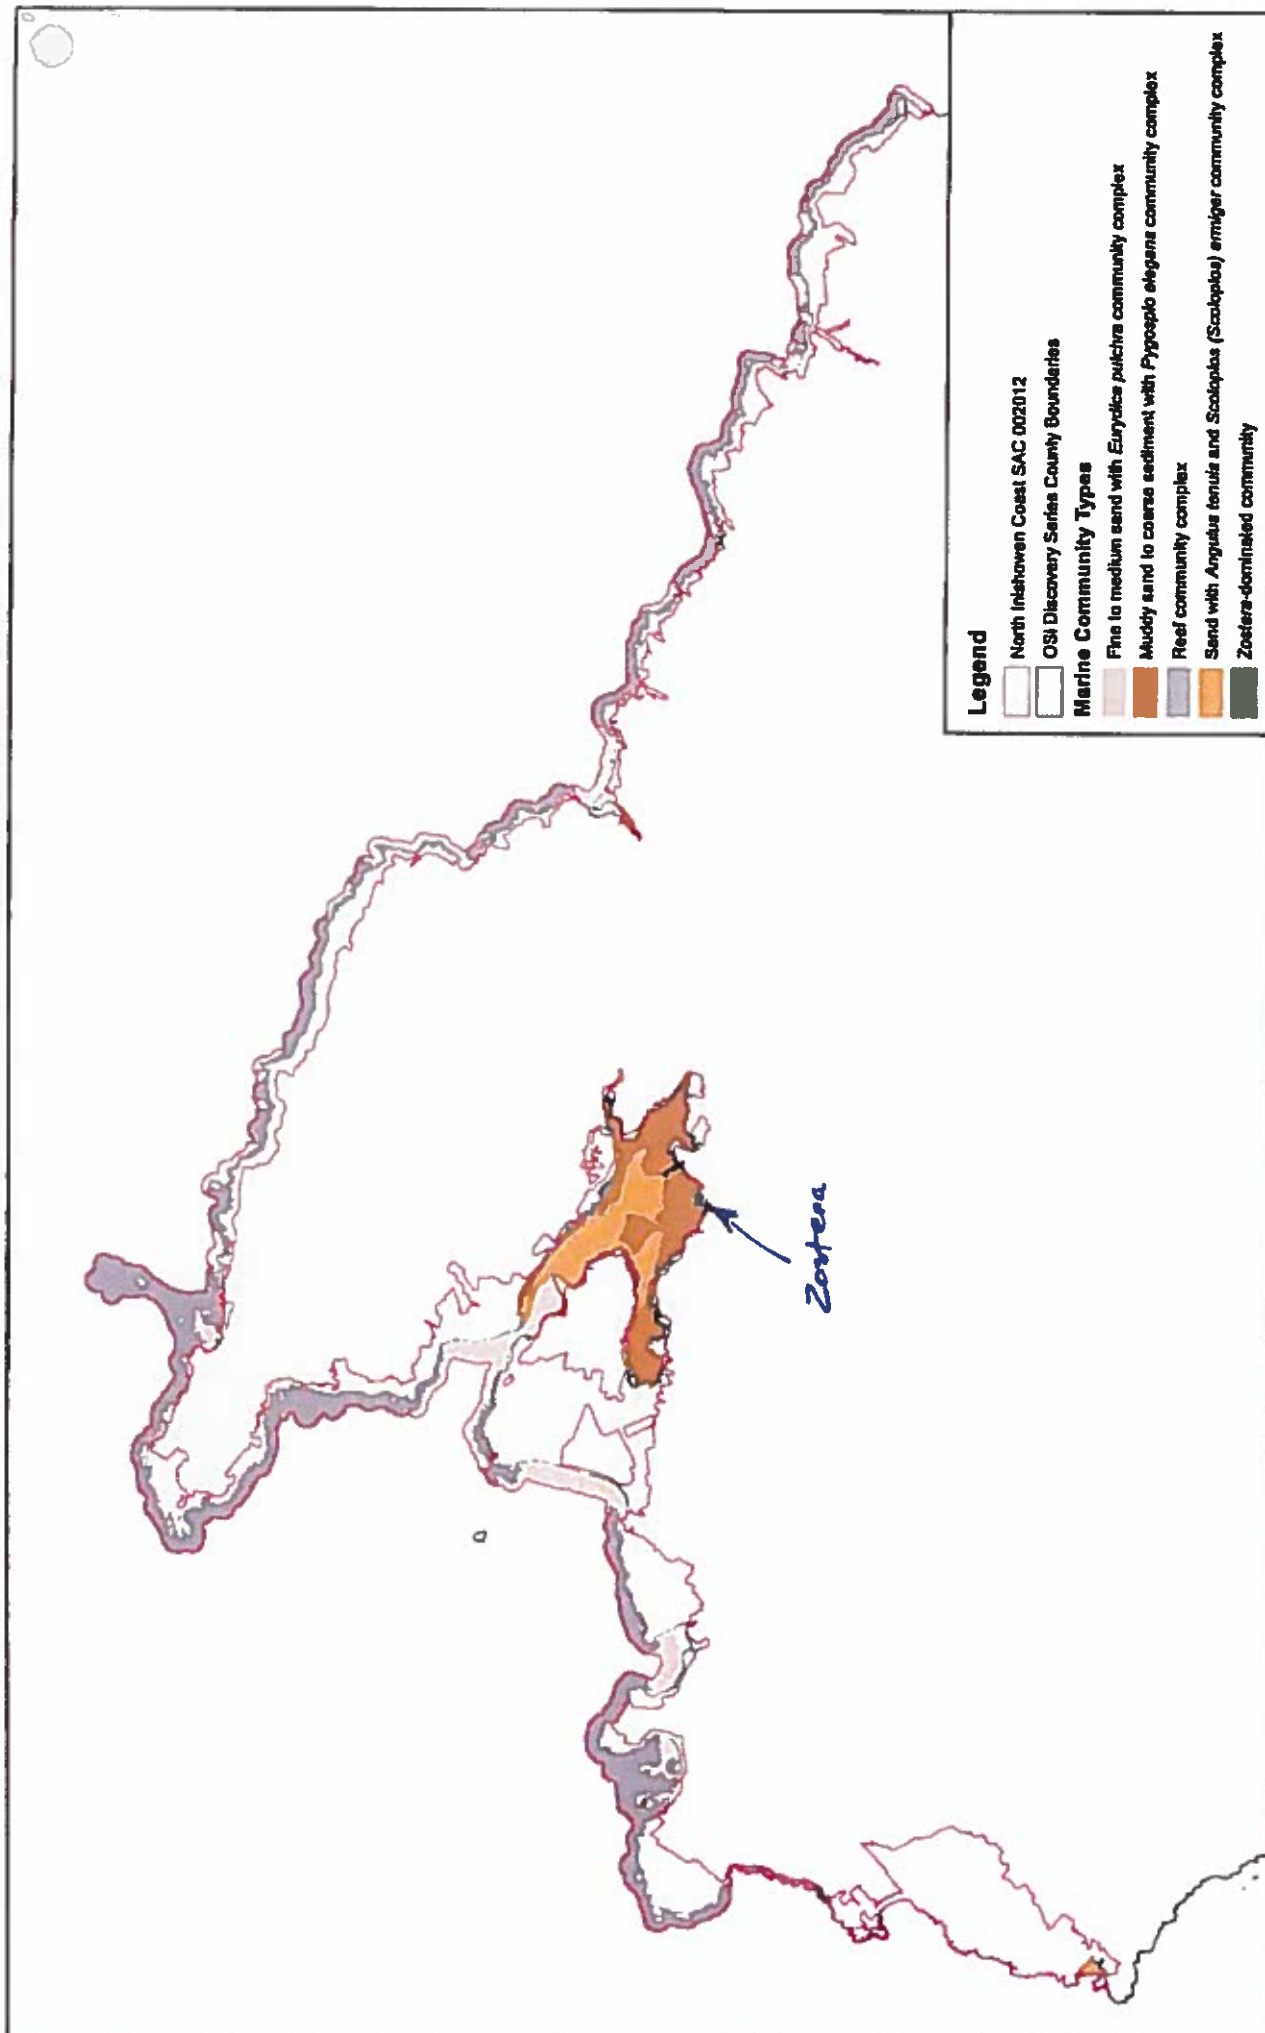 Legend
North Inishowen Coast SAC 002012
OSi Discovery Series County Bounderies
Marine Community Types
Fine to medium sand with Eurydice pulchra community complex
Muddy sand to coarse sediment with Pygospio elegans community complex
Reef community complex
Sand with Angulus tenuis and Scoloplos (Scoloplos) armiger community complex
Zostera-dominated community
Zostera